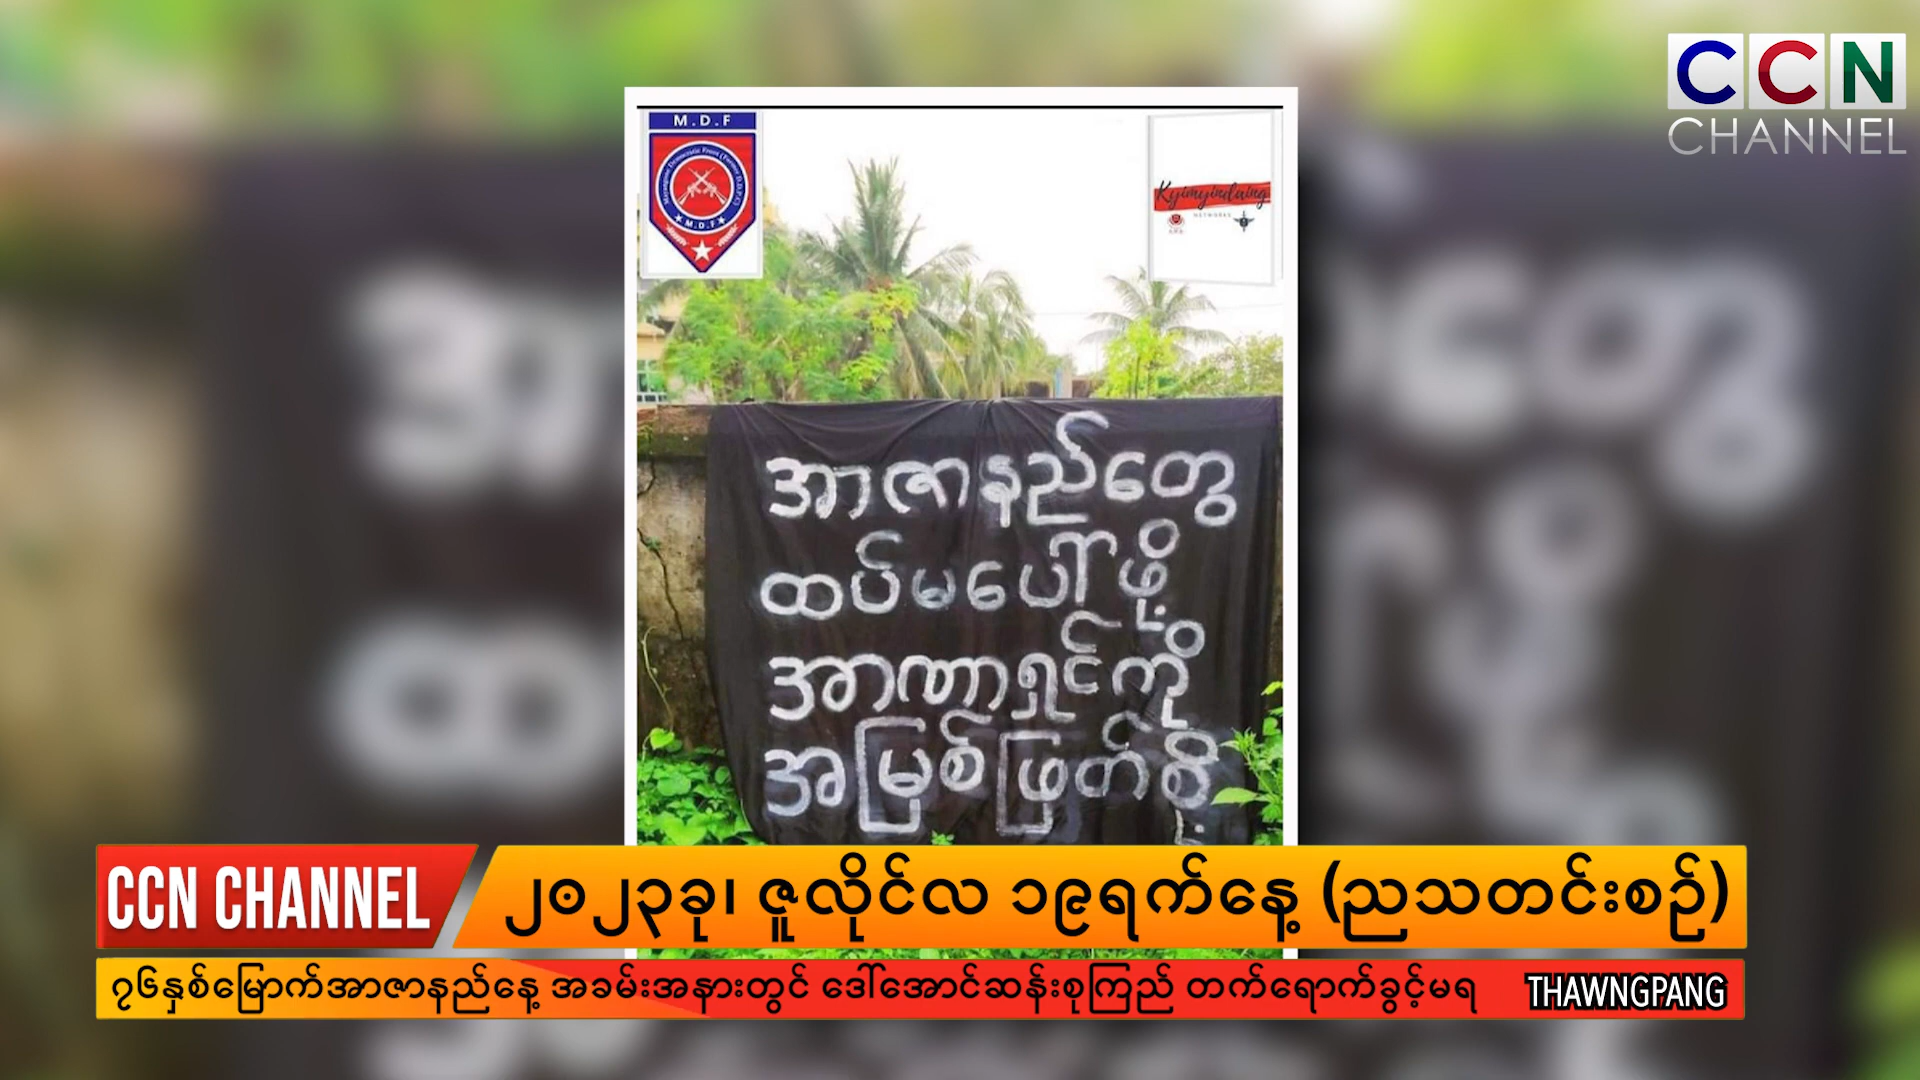 CCN
CHANNEL
M.D.F
M.D.F
Kyimyindaing
NETWORKS
အာဇာနည်တွေ
ထပ်မပေါ်ဖို့
အာဏာရှင်ကို
အမြစ်ဖြတ်စို့
CCN CHANNEL
၂၀၂၃ခု၊ ဇူလိုင်လ ၁၉ရက်နေ့ (ညသတင်းစဉ်)
၇၆နှစ်မြောက်အာဇာနည်နေ့ အခမ်းအနားတွင် ဒေါ်အောင်ဆန်းစုကြည် တက်ရောက်ခွင့်မရ
THAWNGPANG